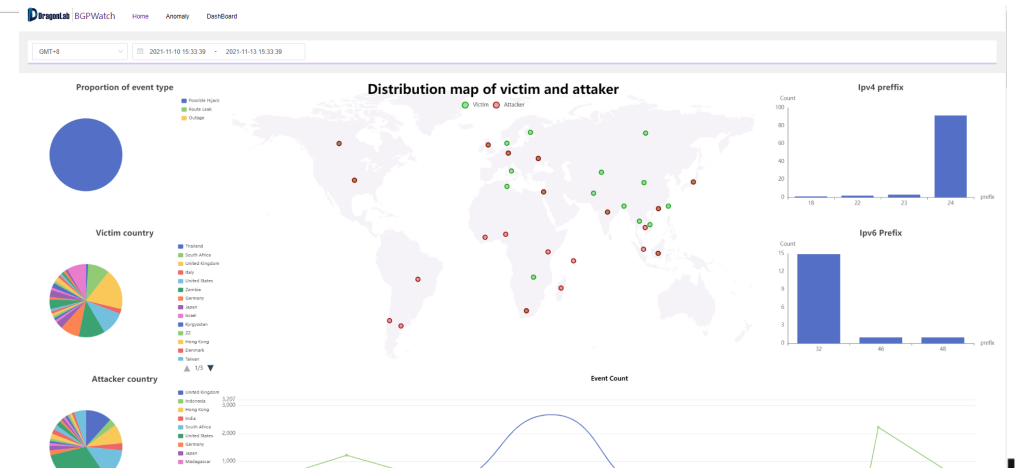 DragonLab BGPWatch Home Anomaly DashBoard
GMT+8 2021-11-10 15:33:39 - 2021-11-13 15:33:39
Proportion of event type
Possible Hijack
Route Leak
Outage
Distribution map of victim and attaker
Victim Attacker
Ipv4 preffix
Count
100
80
60
40
20
0
18 22 23 24 prefix
Victim country
Thailand
South Africa
United Kingdom
Italy
United States
Zambia
Germany
Japan
Israel
Kyrgyzstan
ZZ
Hong Kong
Denmark
Taiwan
1/3
Ipv6 Prefix
Count
15
12
9
6
3
0
32 46 48 prefix
Attacker country
United Kingdom
Indonesia
Hong Kong
India
South Africa
United States
Germany
Japan
Madagascar
Event Count
3,207
3,000
2,000
1,000